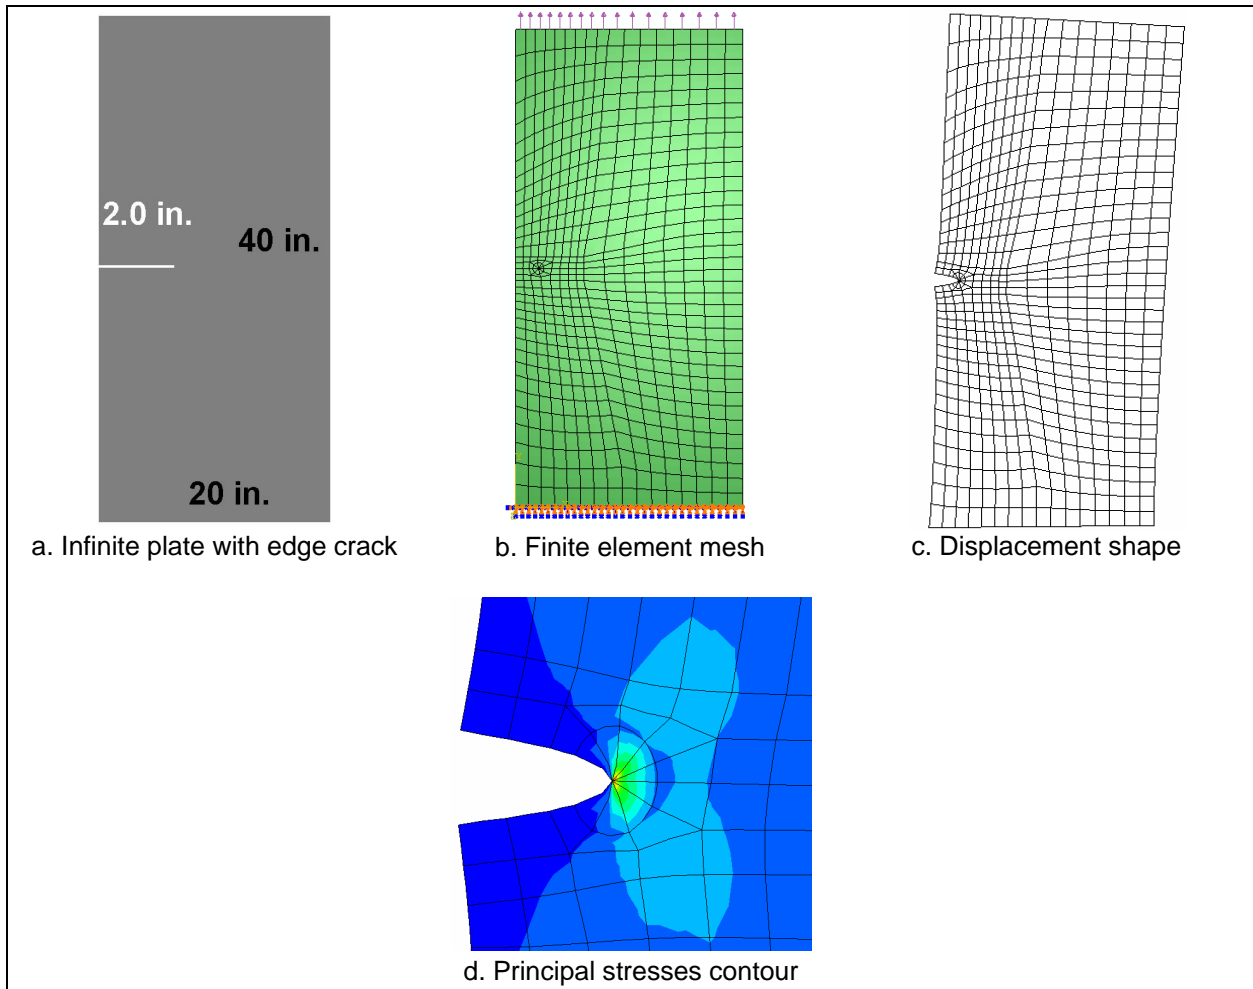 2.0 in.
40 in.
20 in.
a. Infinite plate with edge crack
b. Finite element mesh
c. Displacement shape
d. Principal stresses contour